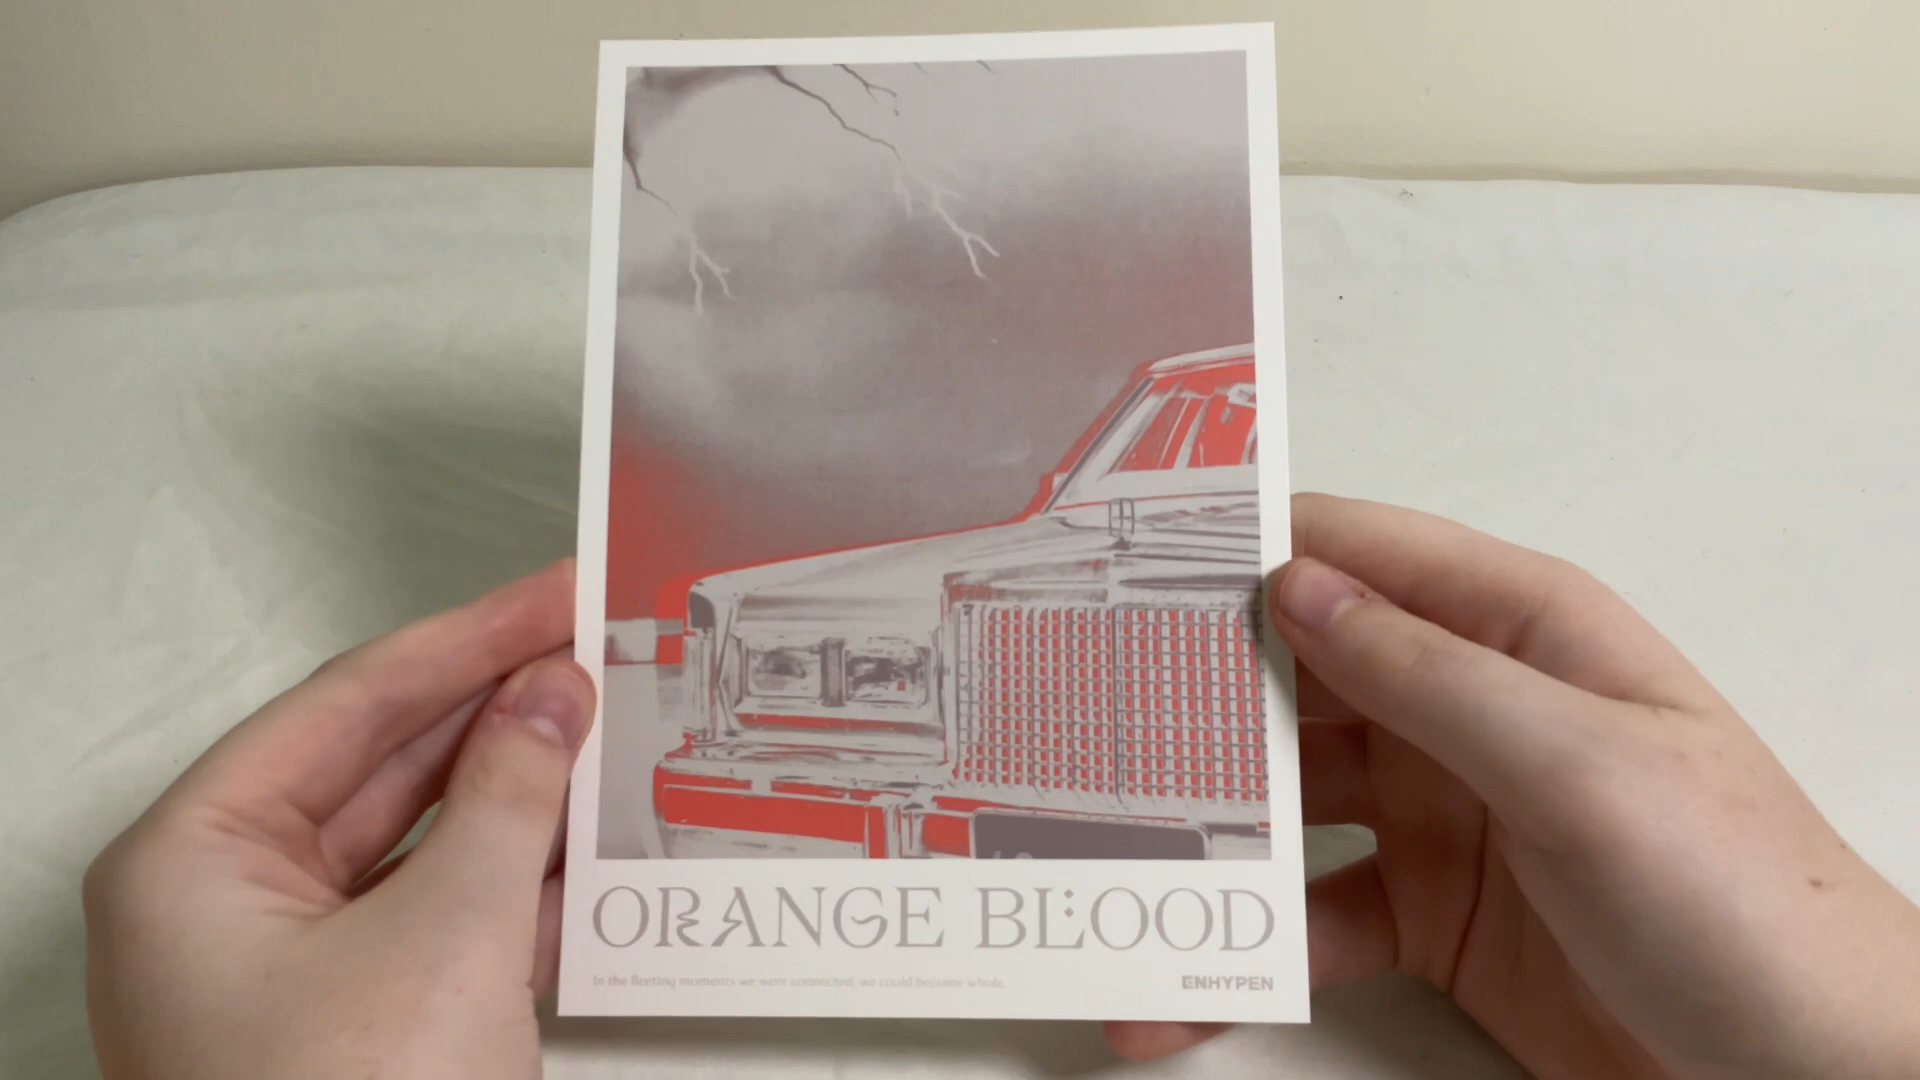 ORANGE BLOOD
In the fleeting moments we were connected, we could become whole.
ENHYPEN